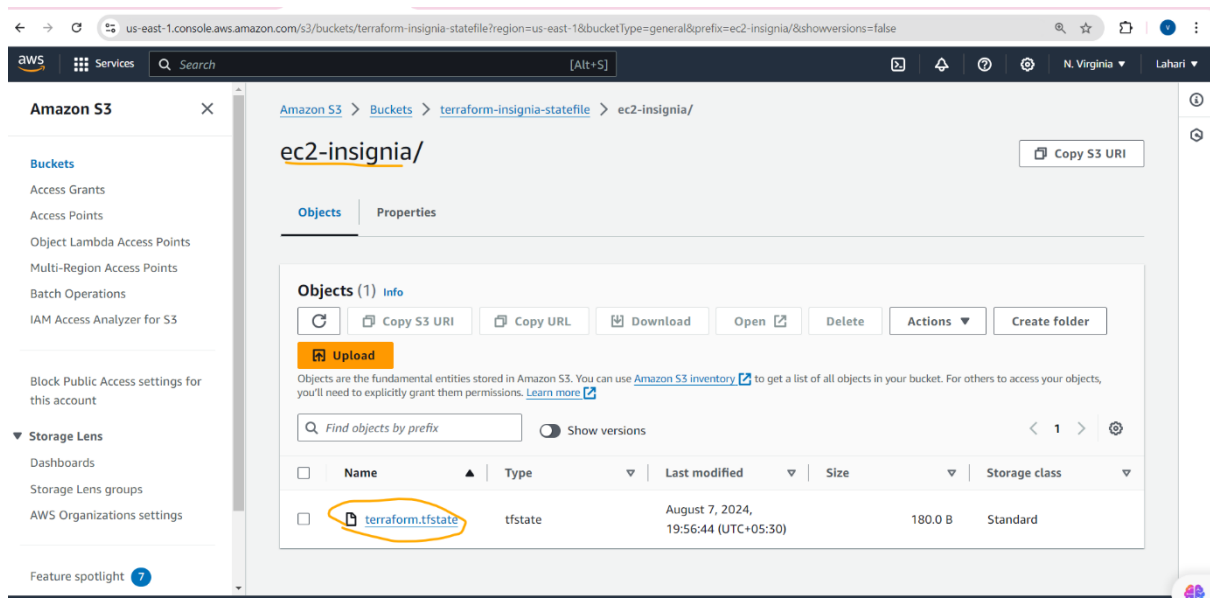 us-east-1.console.aws.amazon.com/s3/buckets/terraform-insignia-statefile?region=us-east-1&bucketType=general&prefix=ec2-insignia/&showversions=false
V
aws Services Search [Alt+S] N. Virginia Lahari
Amazon S3
Buckets
Access Grants
Access Points
Object Lambda Access Points
Multi-Region Access Points
Batch Operations
IAM Access Analyzer for S3
Block Public Access settings for
this account
Storage Lens
Dashboards
Storage Lens groups
AWS Organizations settings
Feature spotlight 7
Amazon S3 > Buckets > terraform-insignia-statefile > ec2-insignia/
ec2-insignia/
Copy S3 URI
Objects Properties
Objects (1) Info
Copy S3 URI Copy URL Download Open Delete Actions Create folder
Upload
Objects are the fundamental entities stored in Amazon S3. You can use Amazon S3 inventory to get a list of all objects in your bucket. For others to access your objects,
you'll need to explicitly grant them permissions. Learn more
Find objects by prefix Show versions < 1 >
Name Type Last modified Size Storage class
terraform.tfstate tfstate August 7, 2024, 180.0 B Standard
19:56:44 (UTC+05:30)